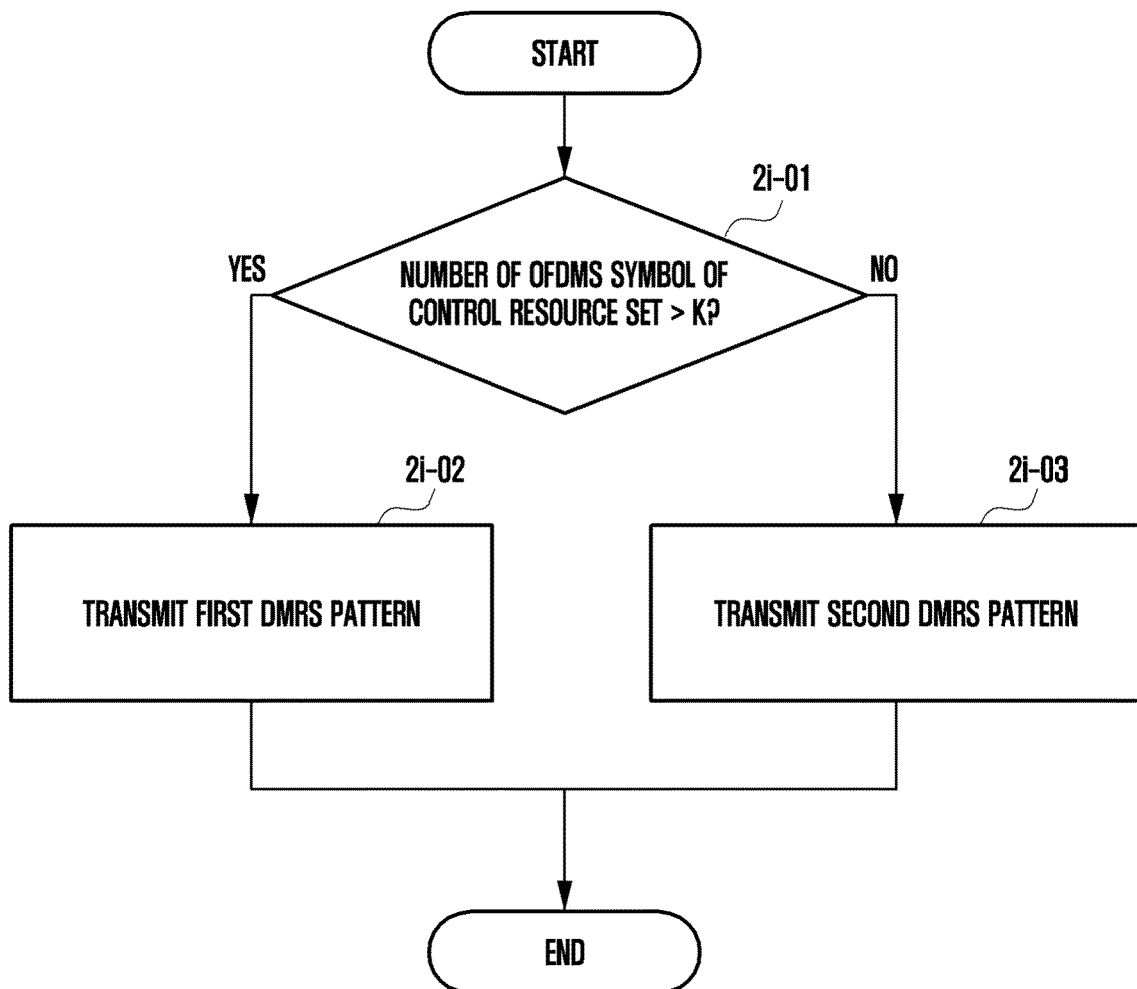 START
2i-01
YES
NUMBER OF OFDMS SYMBOL OF
CONTROL RESOURCE SET > K?
NO
2i-02
2i-03
TRANSMIT FIRST DMRS PATTERN
TRANSMIT SECOND DMRS PATTERN
END